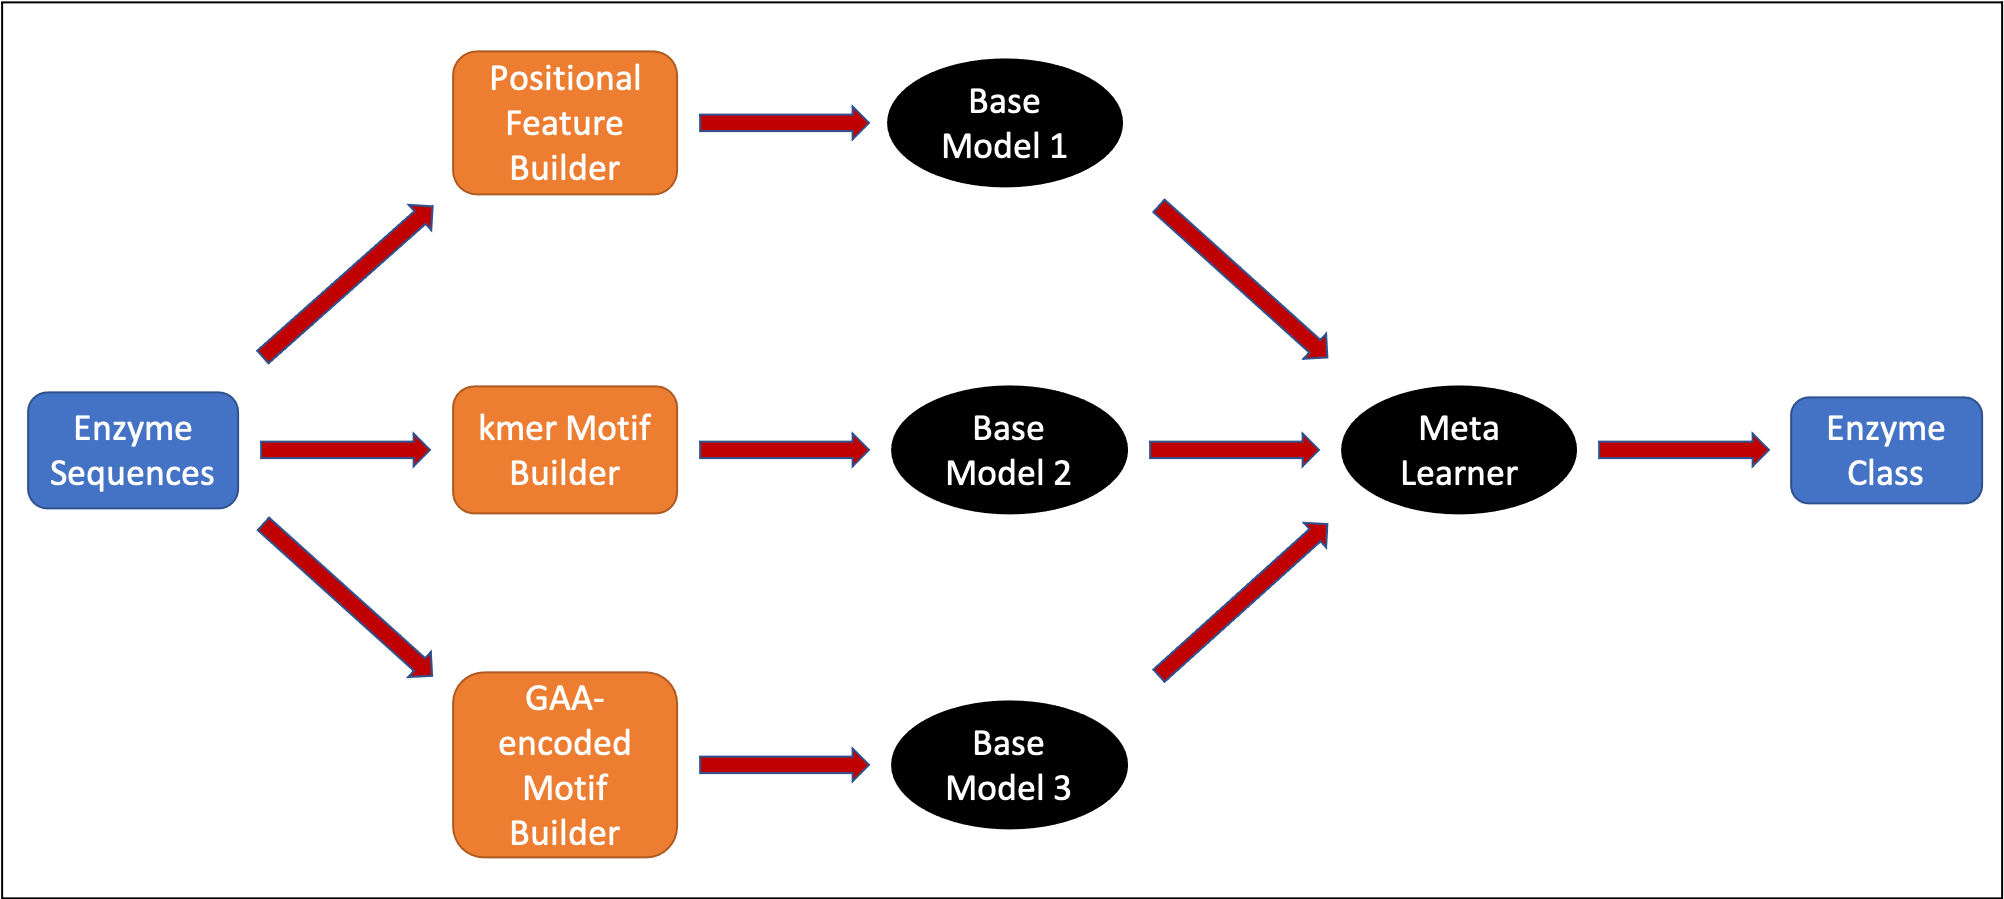 Positional
Feature
Builder
Base
Model 1
Enzyme
Sequences
kmer Motif
Builder
Base
Model 2
Meta
Learner
Enzyme
Class
GAA-
encoded
Motif
Builder
Base
Model 3